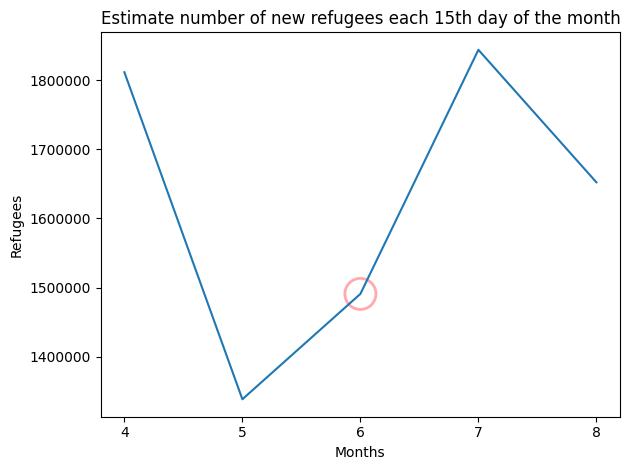 Estimate number of new refugees each 15th day of the month
1800000
1700000
1600000
1500000
1400000
Refugees
4 5 6 7 8
Months